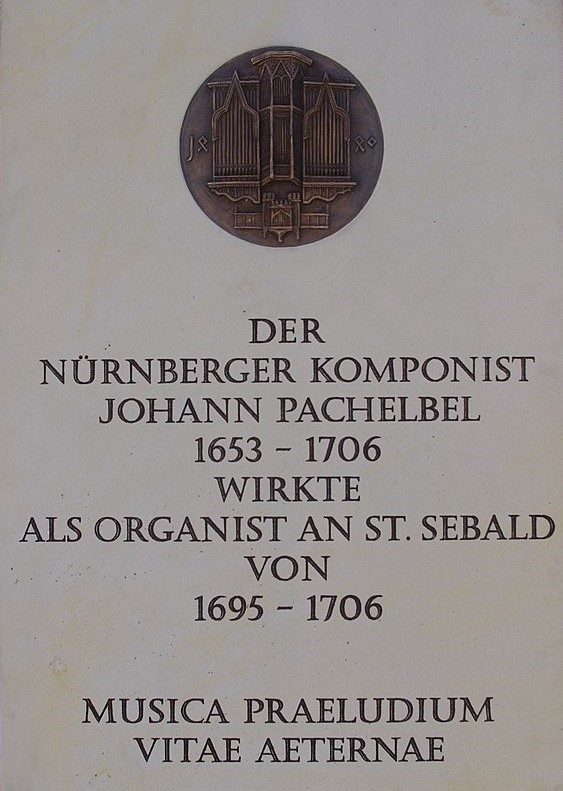 DER
NÜRNBERGER KOMPONIST
JOHANN PACHELBEL
1653 – 1706
WIRKTE
ALS ORGANIST AN ST. SEBALD
VON
1695 – 1706
MUSICA PRAELUDIUM
VITAE AETERNAE